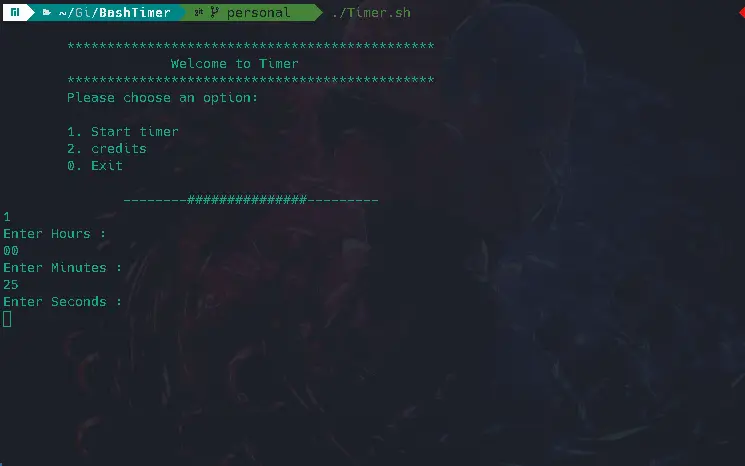 ~/Gi/BashTimer personal ./Timer.sh
**********************************************
Welcome to Timer
**********************************************
Please choose an option:
1. Start timer
2. credits
0. Exit
--------###############---------
1
Enter Hours :
00
Enter Minutes :
25
Enter Seconds :